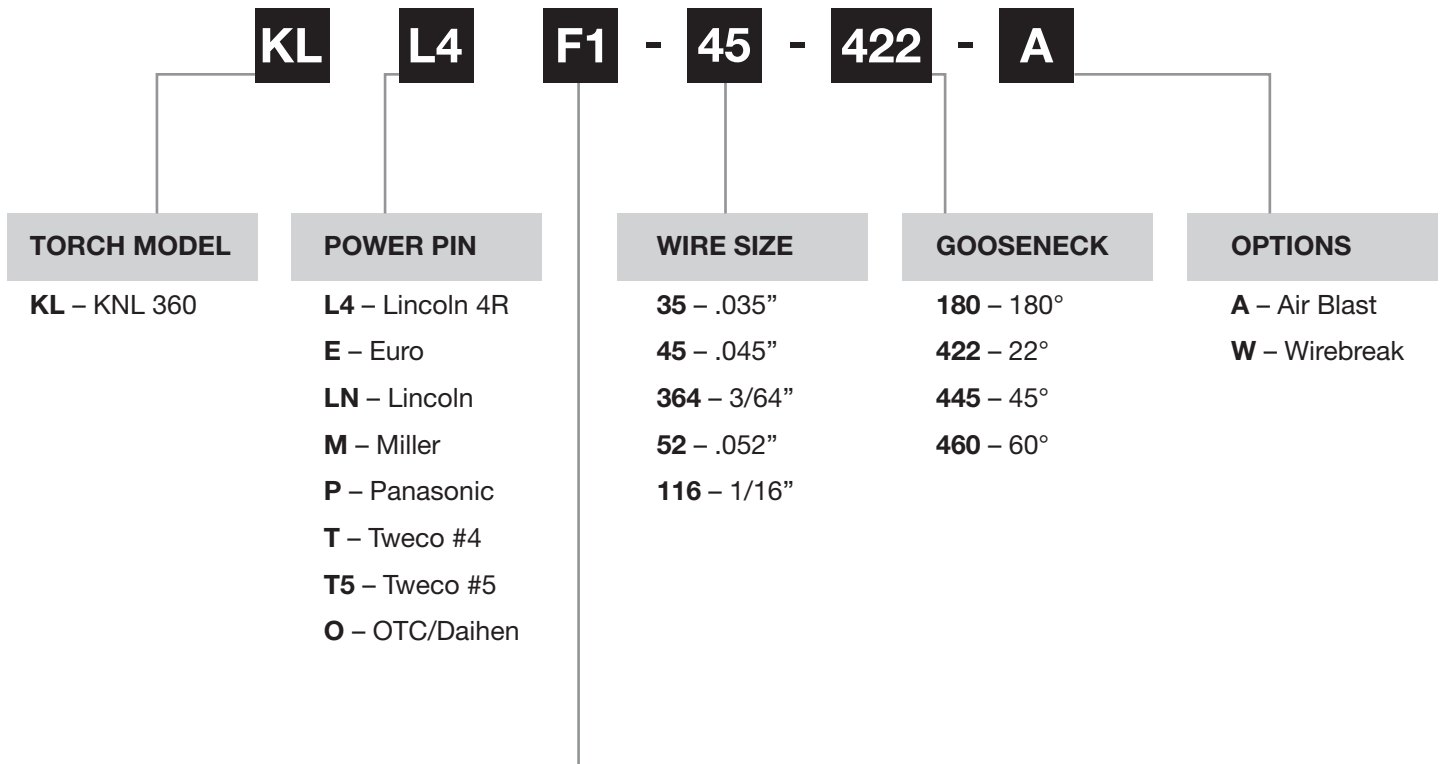 KL L4 F1 - 45 - 422 - A
TORCH MODEL
KL – KNL 360
POWER PIN
L4 – Lincoln 4R
E – Euro
LN – Lincoln
M – Miller
P – Panasonic
T – Tweco #4
T5 – Tweco #5
O – OTC/Daihen
WIRE SIZE
35 – .035”
45 – .045”
364 – 3/64”
52 – .052”
116 – 1/16”
GOOSENECK
180 – 180°
422 – 22°
445 – 45°
460 – 60°
OPTIONS
A – Air Blast
W – Wirebreak